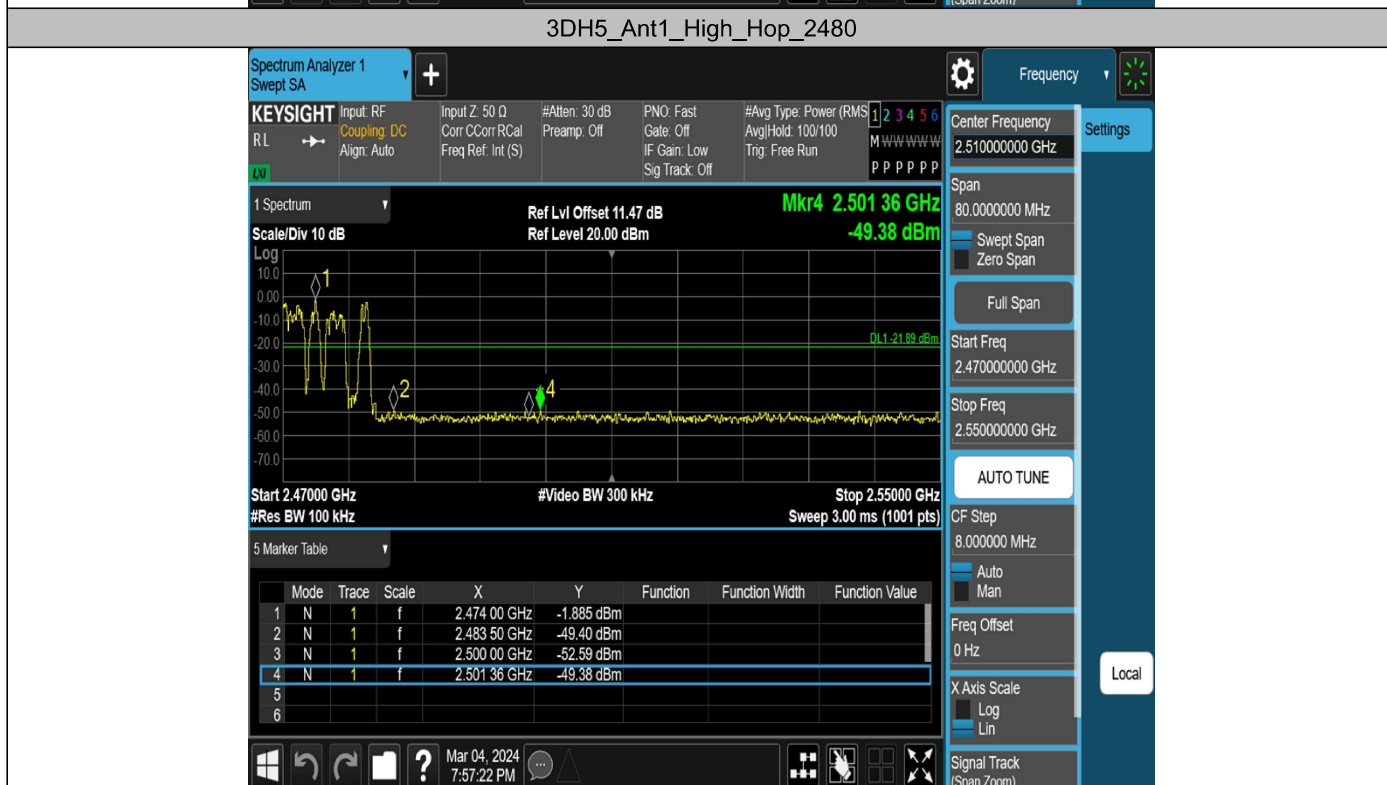 (Span Zoom)
3DH5_Ant1_High_Hop_2480
Spectrum Analyzer 1
Swept SA
+
Frequency
KEYSIGHT
RL
LXI
Input: RF
Coupling: DC
Align: Auto
Input Z: 50 Ω
Corr CCorr RCal
Freq Ref: Int (S)
#Atten: 30 dB
Preamp: Off
PNO: Fast
Gate: Off
IF Gain: Low
Sig Track: Off
#Avg Type: Power (RMS
Avg|Hold: 100/100
Trig: Free Run
1 2 3 4 5 6
M W W W W W
P P P P P P
1 Spectrum
Scale/Div 10 dB
Ref Lvl Offset 11.47 dB
Ref Level 20.00 dBm
Mkr4 2.501 36 GHz
-49.38 dBm
Log
10.0
0.00
-10.0
-20.0
-30.0
-40.0
-50.0
-60.0
-70.0
1
2
4
DL1 -21.89 dBm
Start 2.47000 GHz
#Video BW 300 kHz
Stop 2.55000 GHz
#Res BW 100 kHz
Sweep 3.00 ms (1001 pts)
5 Marker Table
Mode Trace Scale X Y Function Function Width Function Value
1 N 1 f 2.474 00 GHz -1.885 dBm
2 N 1 f 2.483 50 GHz -49.40 dBm
3 N 1 f 2.500 00 GHz -52.59 dBm
4 N 1 f 2.501 36 GHz -49.38 dBm
5
6
?
Mar 04, 2024
7:57:22 PM
Center Frequency
2.510000000 GHz
Settings
Span
80.0000000 MHz
Swept Span
Zero Span
Full Span
Start Freq
2.470000000 GHz
Stop Freq
2.550000000 GHz
AUTO TUNE
CF Step
8.000000 MHz
Auto
Man
Freq Offset
0 Hz
Local
X Axis Scale
Log
Lin
Signal Track
(Span Zoom)